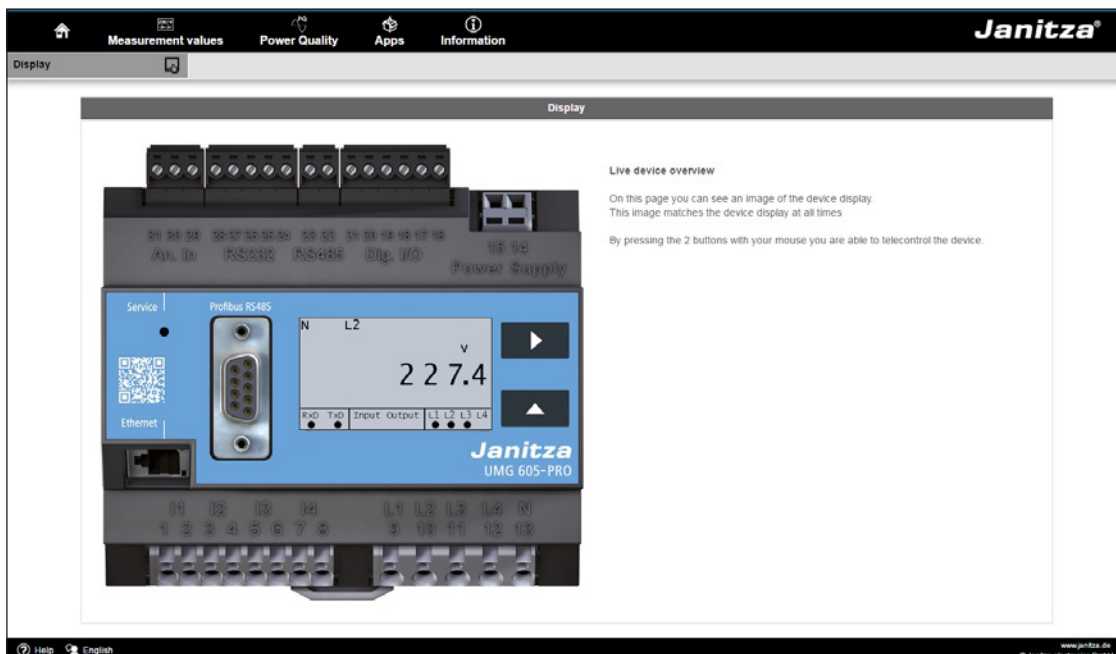 Measurement values
Power Quality
Apps
Information
Janitza®
Display
Display
Live device overview
On this page you can see an image of the device display.
This image matches the device display at all times
By pressing the 2 buttons with your mouse you are able to telecontrol the device.
An. In RS232 RS485 Dig. I/O
15 14
Power Supply
Service
Profibus RS485
N L2
v
227.4
RxD TxD Input Output L1 L2 L3 L4
Ethernet
Janitza
UMG 605-PRO
I1 I2 I3 I4 L1 L2 L3 L4 N
1 2 3 4 5 6 7 8 9 10 11 12 13
Help English
www.janitza.de